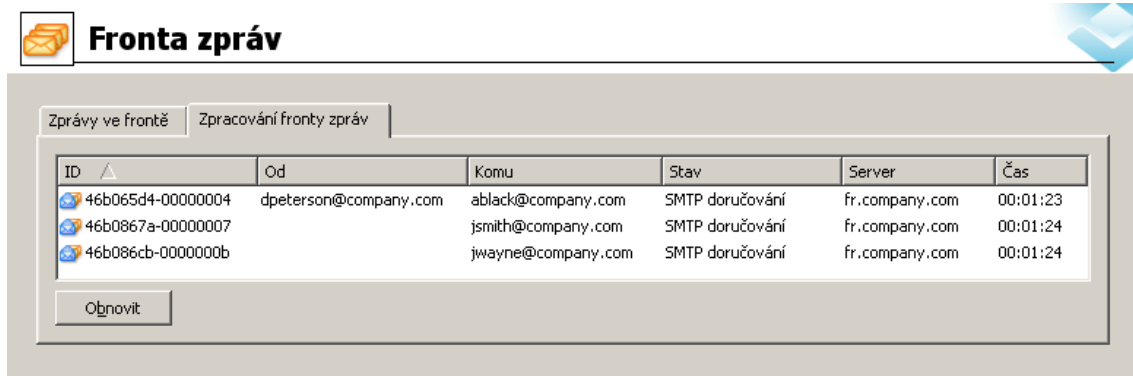 Fronta zpráv
Zprávy ve frontě Zpracování fronty zpráv
ID Od Komu Stav Server Čas
46b065d4-00000004 dpeterson@company.com ablack@company.com SMTP doručování fr.company.com 00:01:23
46b0867a-00000007 jsmith@company.com SMTP doručování fr.company.com 00:01:24
46b086cb-0000000b jwayne@company.com SMTP doručování fr.company.com 00:01:24
Obnovit